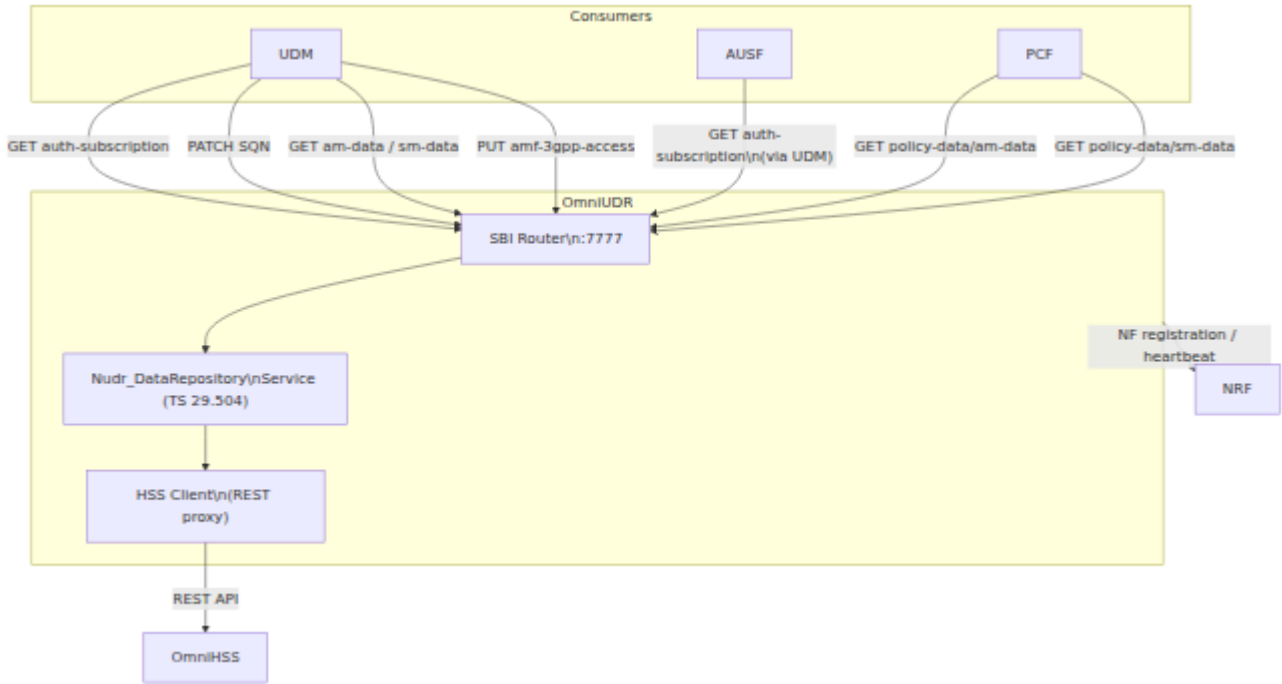 Consumers
UDM
AUSF
PCF
GET auth-subscription
PATCH SQN
GET am-data / sm-data
PUT amf-3gpp-access
GET auth-
subscription\n(via UDM)
GET policy-data/am-data
GET policy-data/sm-data
OmniUDR
SBI Router\n:7777
NF registration /
heartbeat
NRF
Nudr_DataRepository\nService
(TS 29.504)
HSS Client\n(REST
proxy)
REST API
OmniHSS